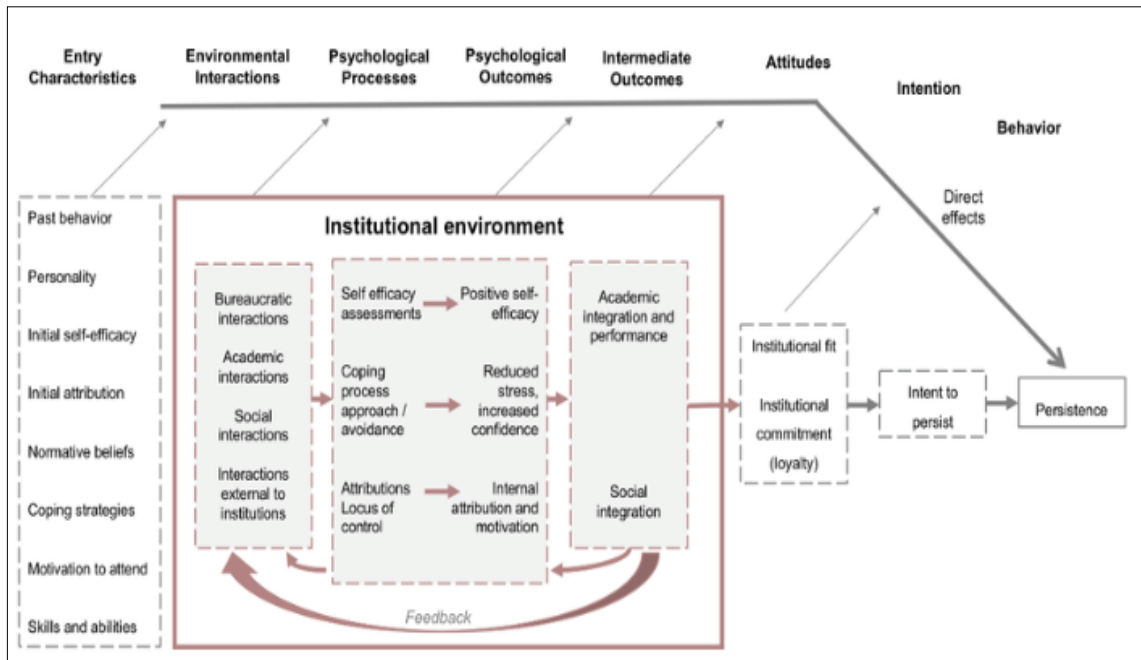 Entry
Characteristics
Environmental
Interactions
Psychological
Processes
Psychological
Outcomes
Intermediate
Outcomes
Attitudes
Intention
Behavior
Direct
effects
Past behavior
Personality
Initial self-efficacy
Initial attribution
Normative beliefs
Coping strategies
Motivation to attend
Skills and abilities
Institutional environment
Bureaucratic
interactions
Academic
interactions
Social
interactions
Interactions
external to
institutions
Self efficacy
assessments
Positive self-
efficacy
Coping
process
approach /
avoidance
Reduced
stress,
increased
confidence
Attributions
Locus of
control
Internal
attribution and
motivation
Academic
integration and
performance
Social
integration
Feedback
Institutional fit
Institutional
commitment
(loyalty)
Intent to
persist
Persistence